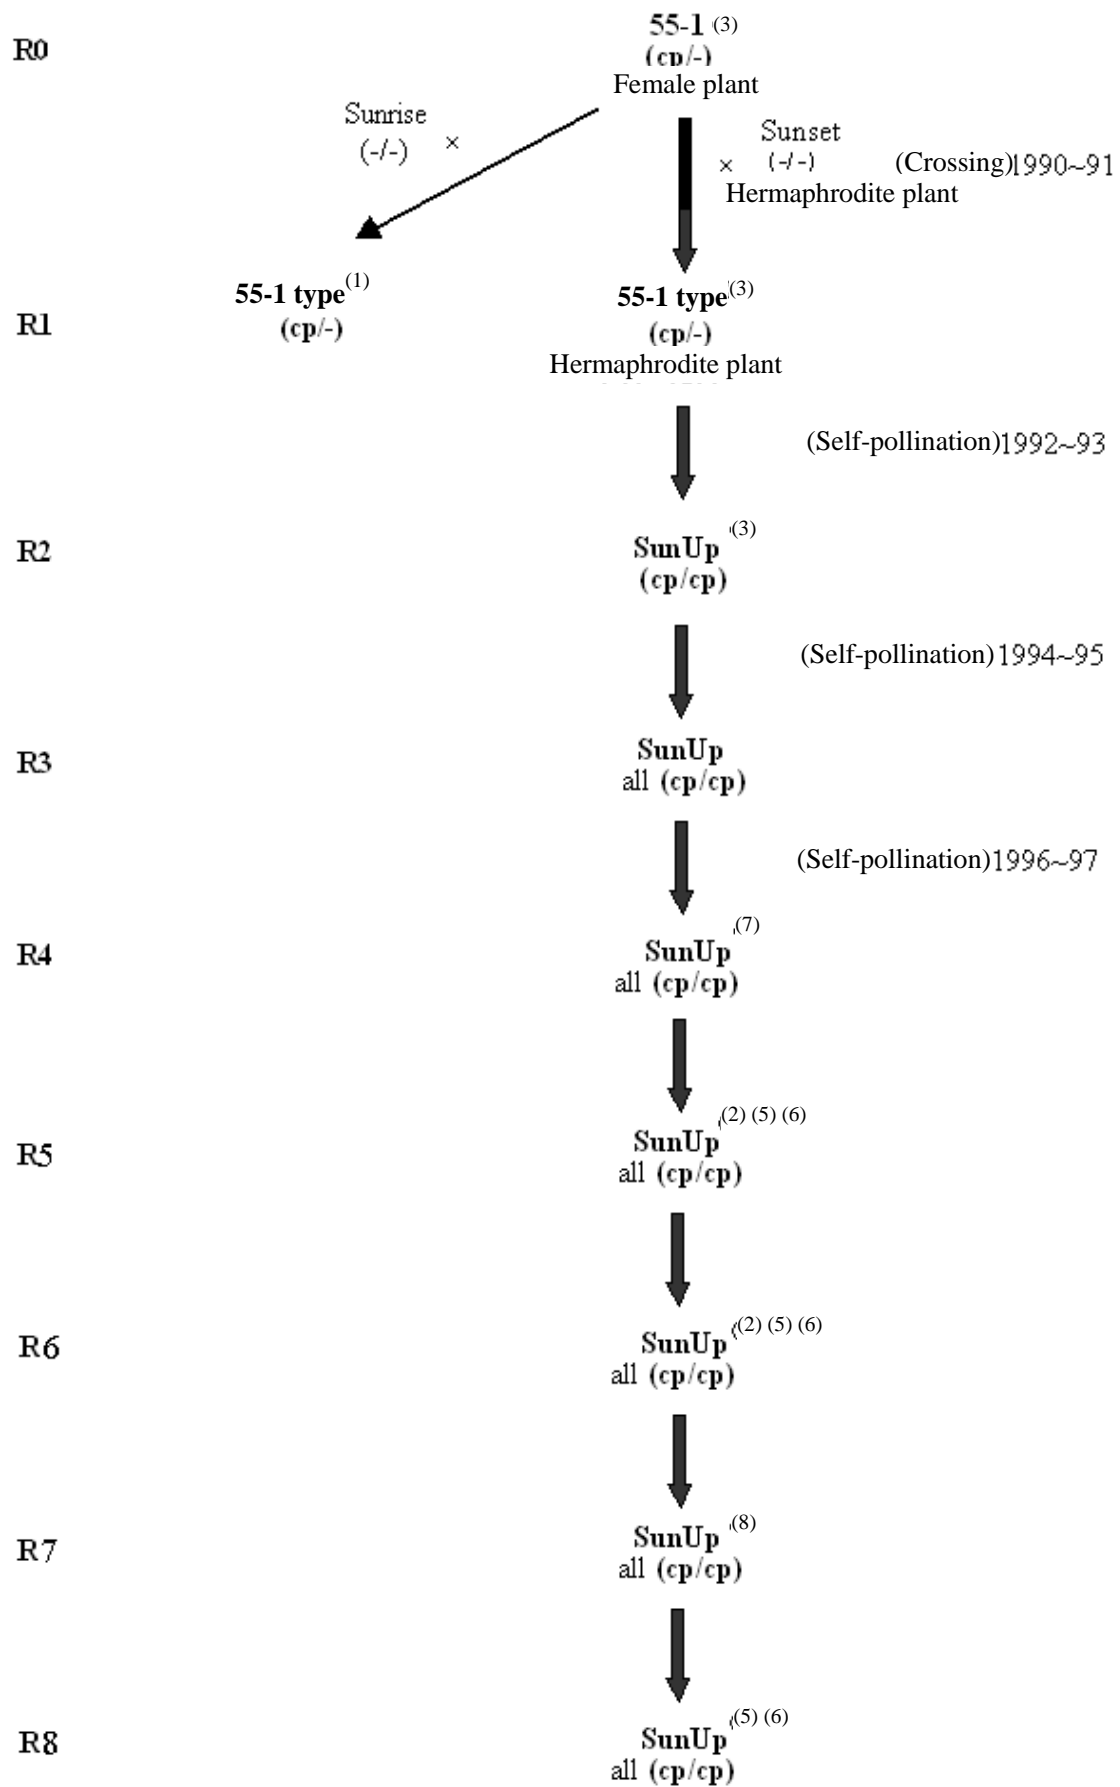 R0
55-1 (3)
(cp/-)
Female plant
Sunrise
(-/-) ×
Sunset
× (-/-) (Crossing)1990~91
Hermaphrodite plant
55-1 type(1)
(cp/-)
R1
55-1 type(3)
(cp/-)
Hermaphrodite plant
(Self-pollination)1992~93
R2
SunUp (3)
(cp/cp)
(Self-pollination) 1994~95
R3
SunUp
all (cp/cp)
(Self-pollination)1996~97
R4
SunUp (7)
all (cp/cp)
R5
SunUp (2) (5) (6)
all (cp/cp)
R6
SunUp (2) (5) (6)
all (cp/cp)
R7
SunUp (8)
all (cp/cp)
R8
SunUp (5) (6)
all (cp/cp)